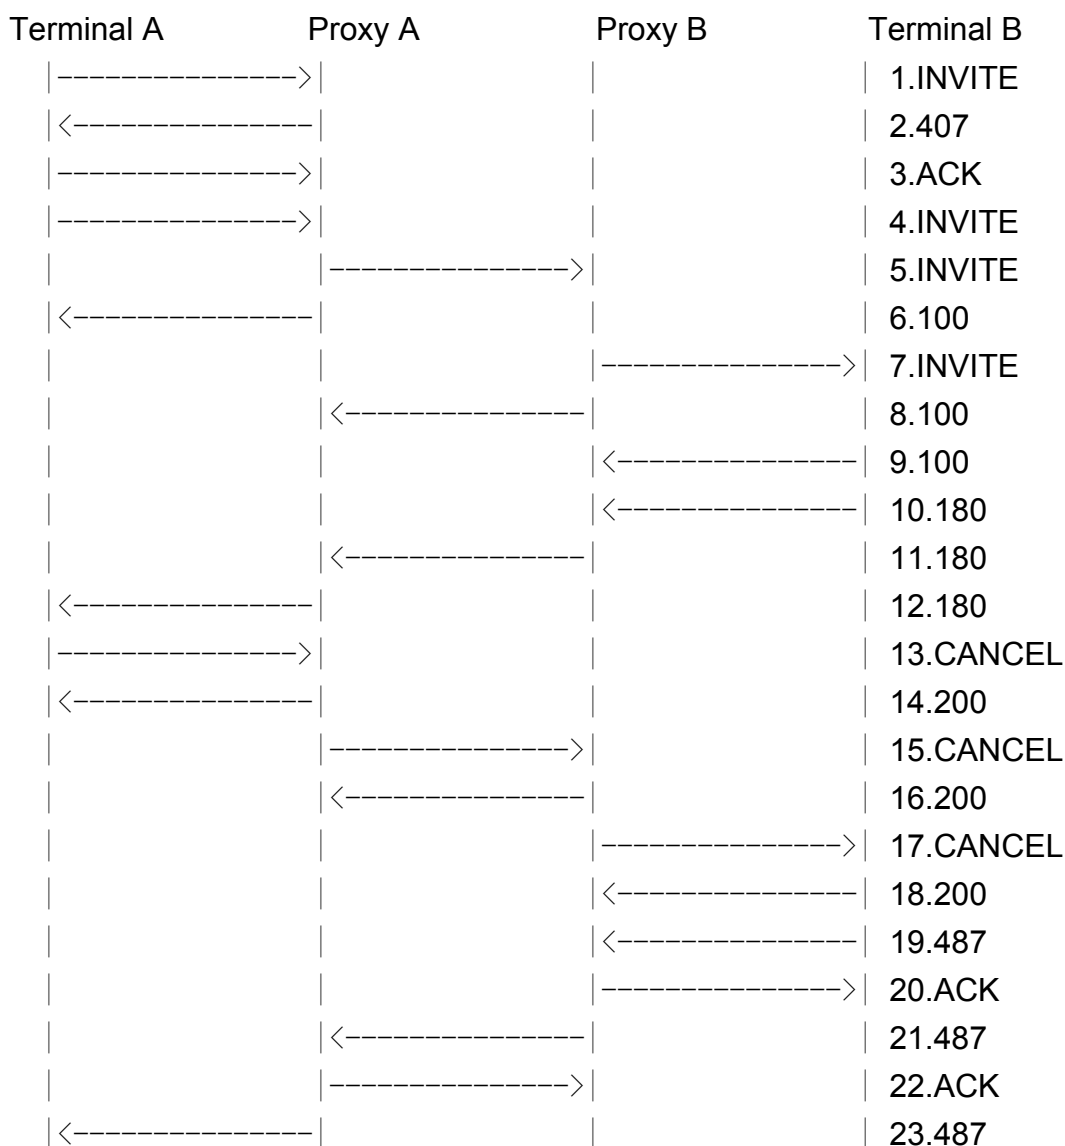 Terminal A Proxy A Proxy B Terminal B
1.INVITE
2.407
3.ACK
4.INVITE
5.INVITE
6.100
7.INVITE
8.100
9.100
10.180
11.180
12.180
13.CANCEL
14.200
15.CANCEL
16.200
17.CANCEL
18.200
19.487
20.ACK
21.487
22.ACK
23.487